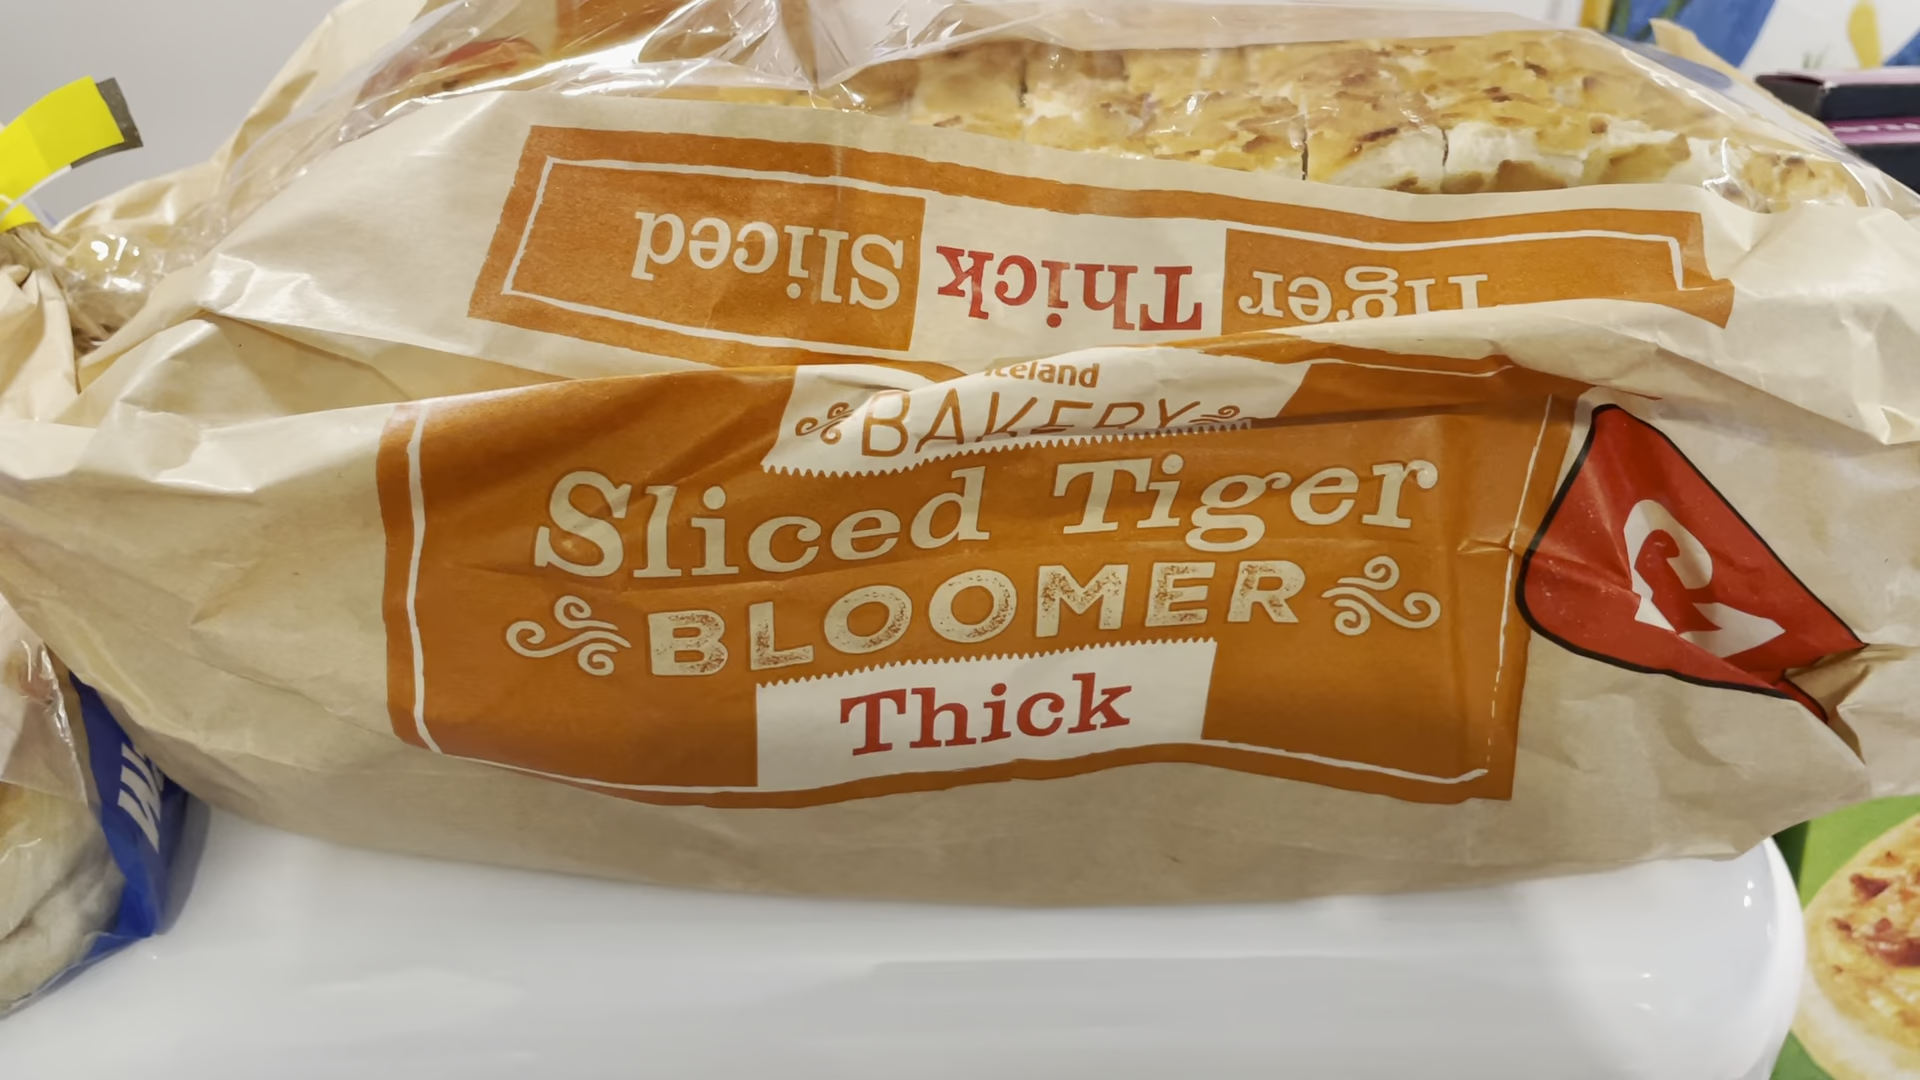 Tiger Thick Sliced
Iceland
BAKERY
Sliced Tiger
BLOOMER
Thick